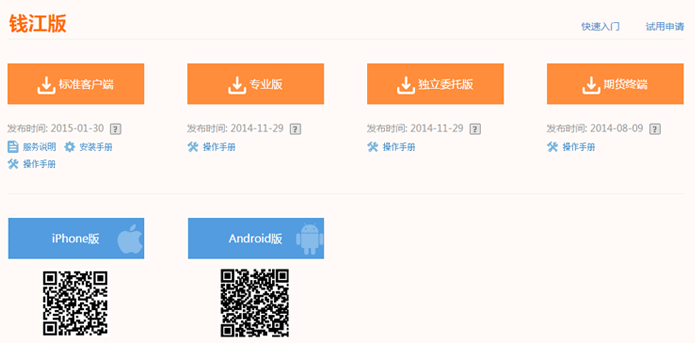 钱江版
快速入门 试用申请
标准客户端 专业版 独立委托版 期货终端
发布时间: 2015-01-30 ? 发布时间: 2014-11-29 ? 发布时间: 2014-11-29 ? 发布时间: 2014-08-09 ?
服务说明 安装手册 操作手册 操作手册 操作手册
操作手册
iPhone版 Android版